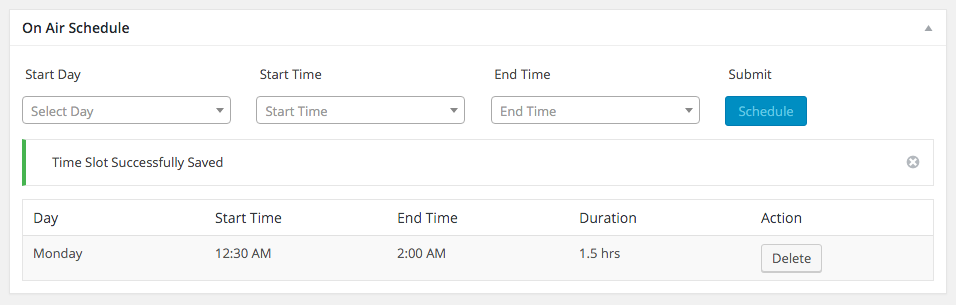 On Air Schedule
Start Day Start Time End Time Submit
Select Day Start Time End Time Schedule
Time Slot Successfully Saved
Day Start Time End Time Duration Action
Monday 12:30 AM 2:00 AM 1.5 hrs Delete